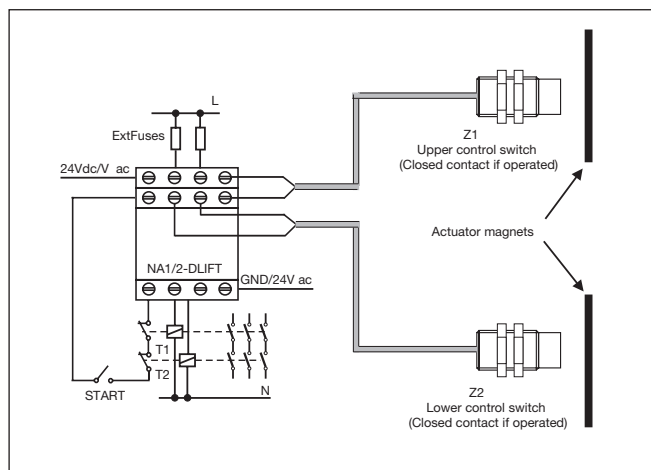 L
ExtFuses
24Vdc/V ac
Z1
Upper control switch
(Closed contact if operated)
Actuator magnets
NA1/2-DLIFT
GND/24V ac
T1
T2
START
N
Z2
Lower control switch
(Closed contact if operated)